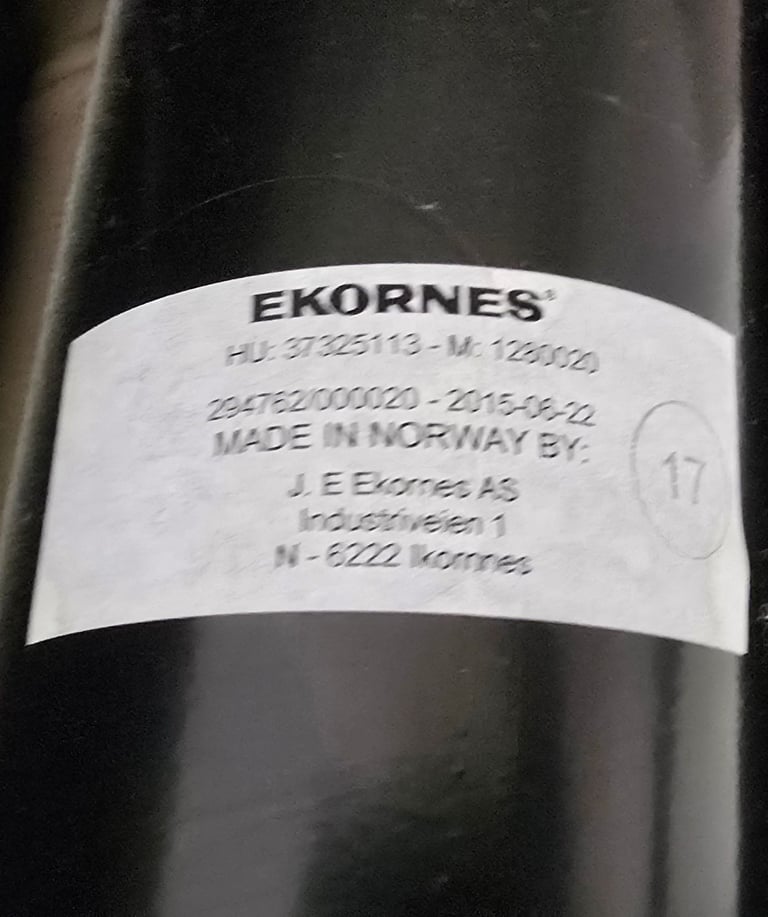 EKORNES®
HU: 37325113 - M: 1280020
294762/000020 - 2015-06-22
MADE IN NORWAY BY:
17
J. E Ekornes AS
Industriveien 1
N - 6222 Ikornnes